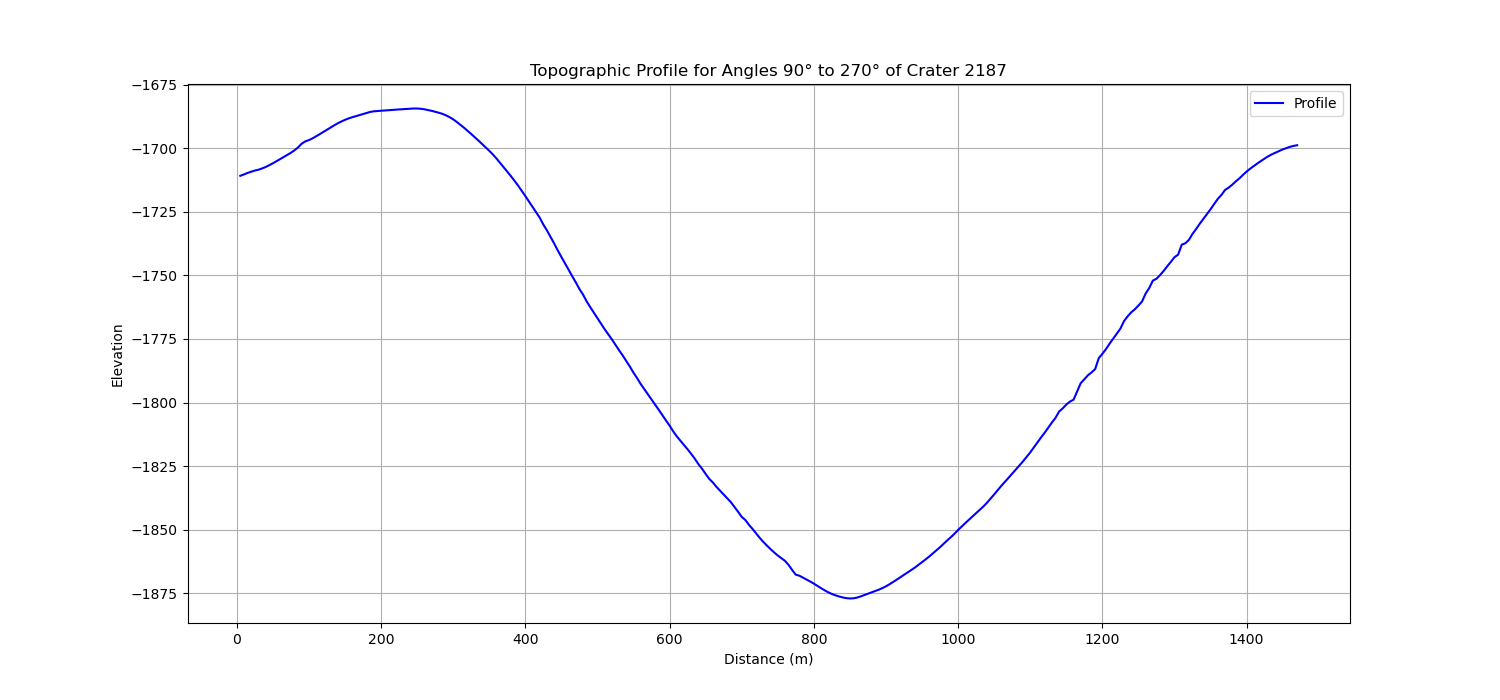 Topographic Profile for Angles 90° to 270° of Crater 2187
Profile
Elevation
−1675
−1700
−1725
−1750
−1775
−1800
−1825
−1850
−1875
0 200 400 600 800 1000 1200 1400
Distance (m)